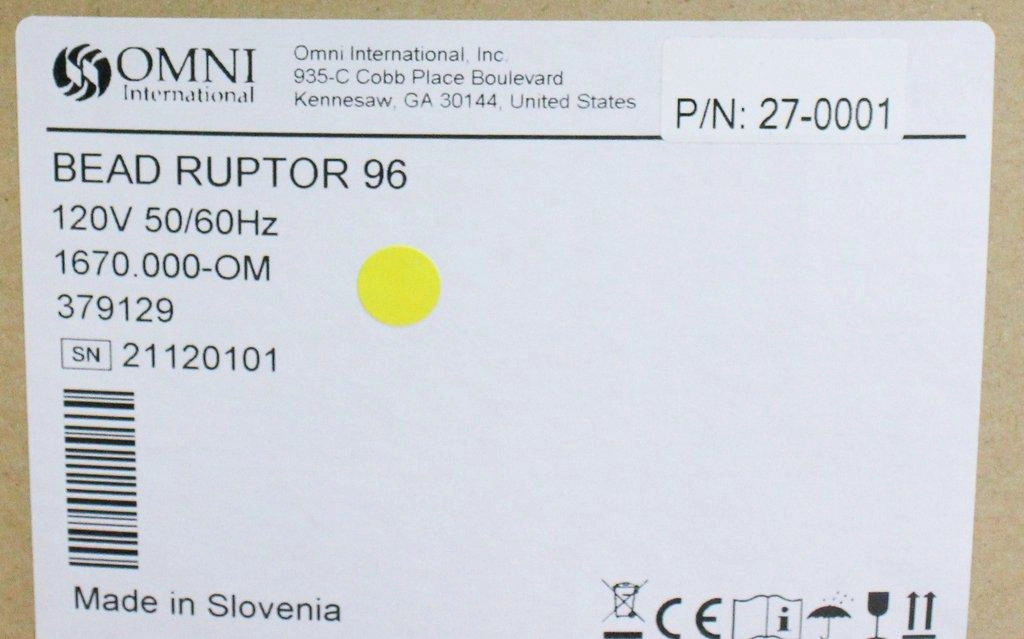 OMNI
International
Omni International, Inc.
935-C Cobb Place Boulevard
Kennesaw, GA 30144, United States
P/N: 27-0001
BEAD RUPTOR 96
120V 50/60Hz
1670.000-OM
379129
SN 21120101
Made in Slovenia
CE
i